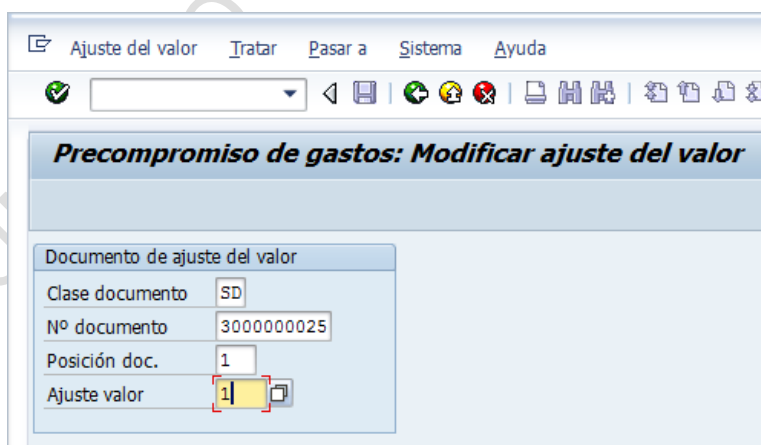 Ajuste del valor Tratar Pasar a Sistema Ayuda
Precompromiso de gastos: Modificar ajuste del valor
Documento de ajuste del valor
Clase documento SD
Nº documento 3000000025
Posición doc. 1
Ajuste valor 1